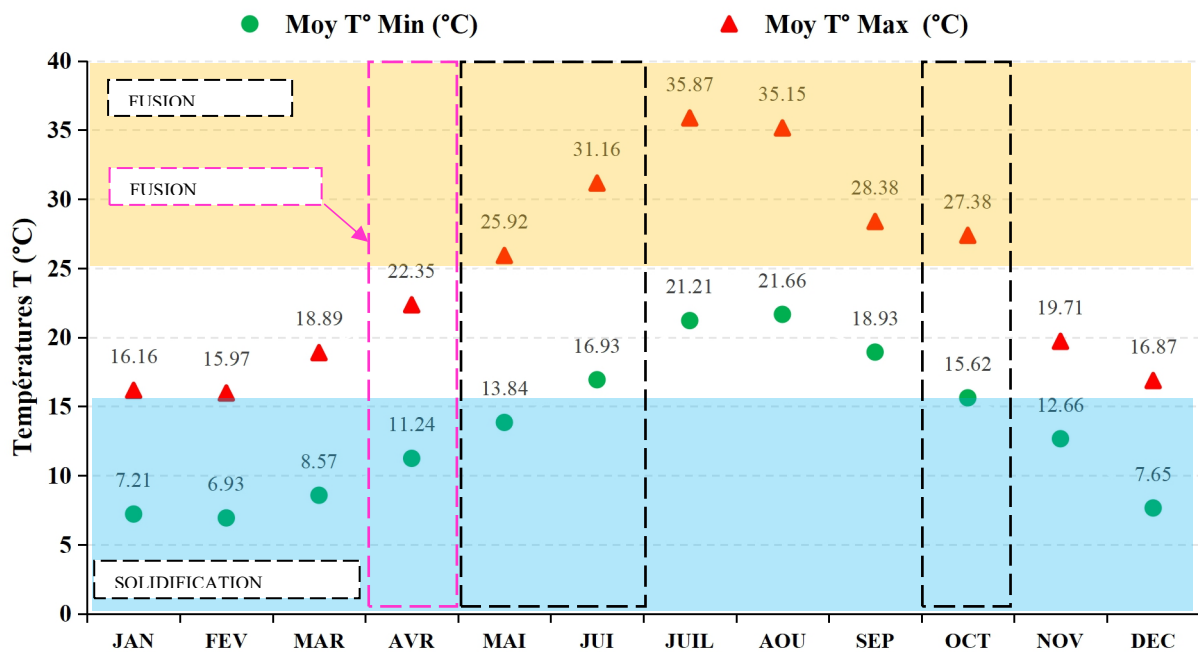 Moy T° Min (°C) Moy T° Max (°C)
Températures T (°C)
40
35
30
25
20
15
10
5
0
FUSION
FUSION
SOLIDIFICATION
16.16 15.97 18.89 22.35 25.92 31.16 35.87 35.15 28.38 27.38 19.71 16.87
7.21 6.93 8.57 11.24 13.84 16.93 21.21 21.66 18.93 15.62 12.66 7.65
JAN FEV MAR AVR MAI JUI JUIL AOU SEP OCT NOV DEC